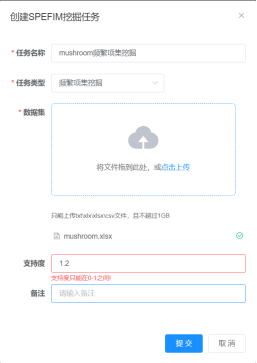 创建SPEFIM挖掘任务
* 任务名称 mushroom频繁项集挖掘
* 任务类型 频繁项集挖掘
* 数据集
将文件拖到此处，或点击上传
只能上传txt\xls\xlsx\csv文件，且不超过1GB
mushroom.xlsx
支持度 1.2
支持度只能在0-1之间!
备注 请输入备注
提 交 取 消